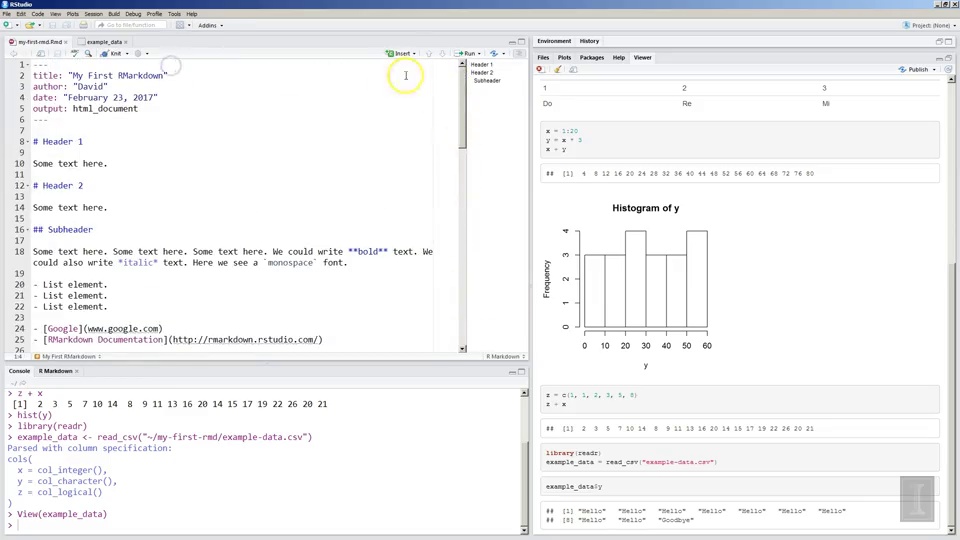 RStudio
File Edit Code View Plots Session Build Debug Profile Tools Help
Go to file/function Addins Project: (None)
my-first-rmd.Rmd example_data
Knit Insert Run
1 ---
2 title: "My First RMarkdown"
3 author: "David"
4 date: "February 23, 2017"
5 output: html_document
6 ---
7
8 # Header 1
9
10 Some text here.
11
12 # Header 2
13
14 Some text here.
15
16 ## Subheader
17
18 Some text here. Some text here. Some text here. We could write **bold** text. We
could also write *italic* text. Here we see a `monospace` font.
19
20 - List element.
21 - List element.
22 - List element.
23
24 - [Google](www.google.com)
25 - [RMarkdown Documentation](http://rmarkdown.rstudio.com/)
26
1:4 My First RMarkdown R Markdown
Header 1
Header 2
Subheader
Console R Markdown
~/
> z + x
[1] 2 3 5 7 10 14 8 9 11 13 16 20 14 15 17 19 22 26 20 21
> hist(y)
> library(readr)
> example_data <- read_csv("~/my-first-rmd/example-data.csv")
Parsed with column specification:
cols(
x = col_integer(),
y = col_character(),
z = col_logical()
)
> View(example_data)
>
Environment History
Files Plots Packages Help Viewer
Publish
1 2 3
Do Re Mi
x = 1:20
y = x * 3
x + y
## [1] 4 8 12 16 20 24 28 32 36 40 44 48 52 56 60 64 68 72 76 80
Histogram of y
Frequency
4
3
2
1
0
0 10 20 30 40 50 60
y
z = c(1, 1, 2, 3, 5, 8)
z + x
## [1] 2 3 5 7 10 14 8 9 11 13 16 20 14 15 17 19 22 26 20 21
library(readr)
example_data = read_csv("example-data.csv")
example_data$y
## [1] "Hello" "Hello" "Hello" "Hello" "Hello" "Hello" "Hello"
## [8] "Hello" "Hello" "Goodbye"
I